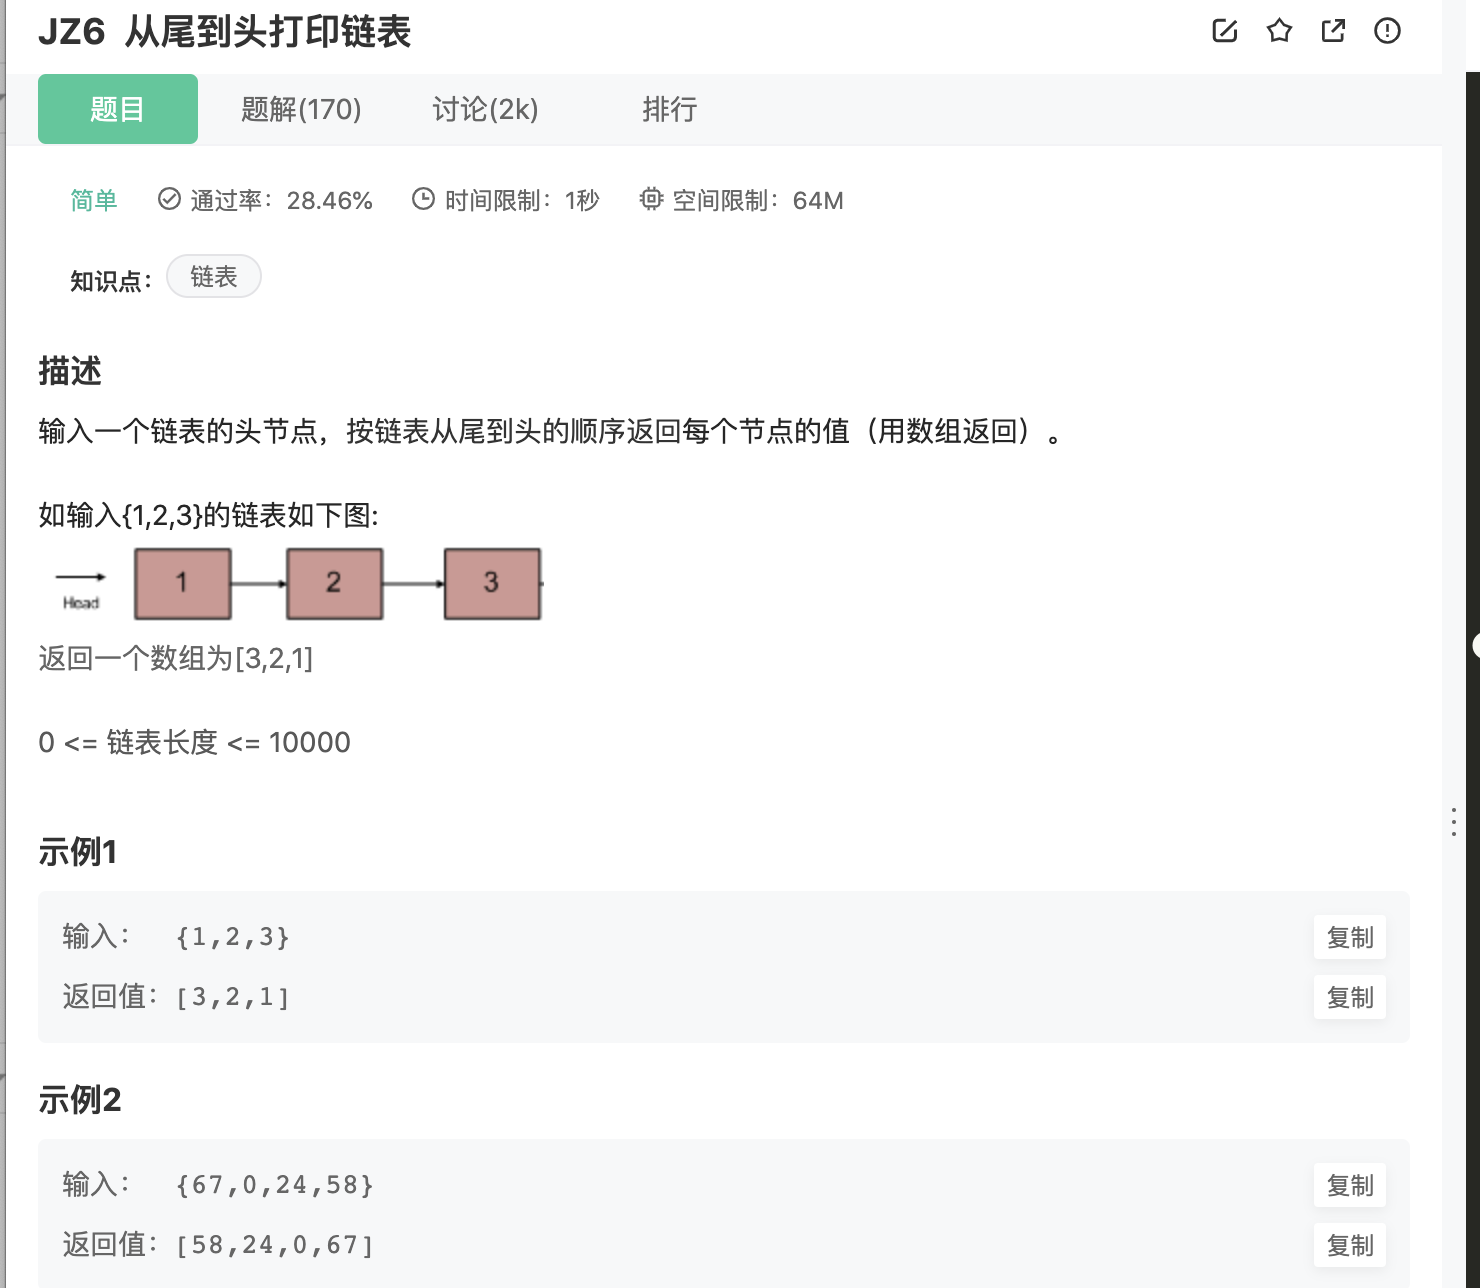 JZ6 从尾到头打印链表
题目 题解(170) 讨论(2k) 排行
简单 通过率：28.46% 时间限制：1秒 空间限制：64M
知识点： 链表
描述
输入一个链表的头节点，按链表从尾到头的顺序返回每个节点的值（用数组返回）。
如输入{1,2,3}的链表如下图:
Head 1 2 3
返回一个数组为[3,2,1]
0 <= 链表长度 <= 10000
示例1
输入： {1,2,3} 复制
返回值： [3,2,1] 复制
示例2
输入： {67,0,24,58} 复制
返回值： [58,24,0,67] 复制